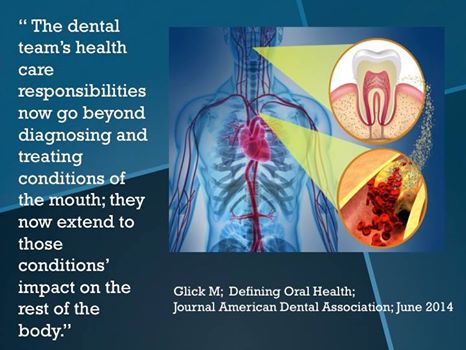 “ The dental
team’s health
care
responsibilities
now go beyond
diagnosing and
treating
conditions of
the mouth; they
now extend to
those
conditions’
impact on the
rest of the
body.”
Glick M;  Defining Oral Health;
Journal American Dental Association; June 2014